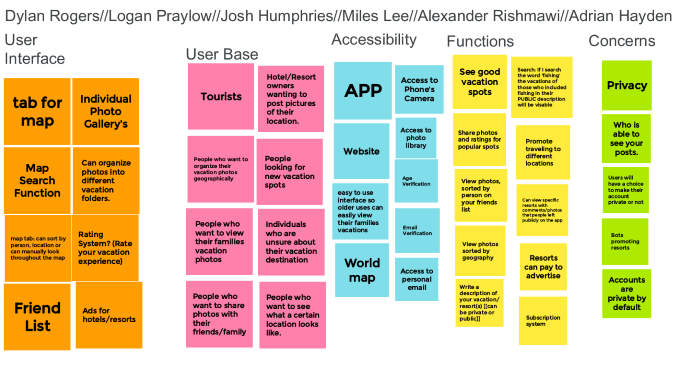 Dylan Rogers//Logan Praylow//Josh Humphries//Miles Lee//Alexander Rishmawi//Adrian Hayden
User
Interface
tab for
map
Individual
Photo
Gallery's
Map
Search
Function
Can organize
photos into
different
vacation
folders.
map tab: can sort by
person, location or
can manually look
throughout the map
Rating
System? (Rate
your vacation
experience)
Friend
List
Ads for
hotels/resorts
User Base
Tourists
Hotel/Resort
owners
wanting to
post pictures
of their
location.
People who want to
organize their
vacation photos
geographically
People
looking for
new vacation
spots
People who
want to view
their families
vacation
photos
Individuals
who are
unsure about
their vacation
destination
People who
want to share
photos with
their
friends/family
People who
want to see
what a certain
location looks
like.
Accessibility
APP
Access to
Phone's
Camera
Website
Access to
photo
library
easy to use
interface so
older uses can
easily view their
families
vacations
Age
Verification
Email
Verification
World
map
Access to
personal
email
Functions
See good
vacation
spots
Search: if I search
the word 'fishing'
the vacations of
those who included
fishing in their
PUBLIC description
will be visable
Share photos
and ratings for
popular spots
Promote
traveling to
different
locations
View photos,
sorted by
person on
your friends
list
Can view specific
resorts with
comments/photos
that people left
publicly on the app
View photos
sorted by
geography
Resorts
can pay to
advertise
Write a
description of
your vacation/
resort(s) [[can
be private or
public]]
Subscription
system
Concerns
Privacy
Who is
able to
see your
posts.
Users will
have a choice
to make their
account
private or not
Bots
promoting
resorts
Accounts
are
private by
default